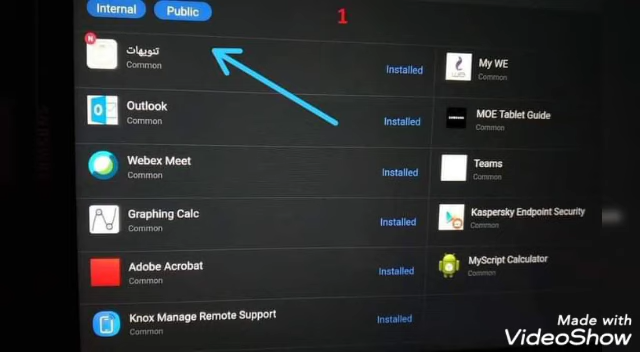 Internal
Public
1
تنويهات
Common
Installed
My WE
Common
Outlook
Common
Installed
MOE Tablet Guide
Common
Webex Meet
Common
Installed
Teams
Common
Graphing Calc
Common
Installed
Kaspersky Endpoint Security
Common
Adobe Acrobat
Common
Installed
MyScript Calculator
Common
Knox Manage Remote Support
Common
Installed
Made with
VideoShow